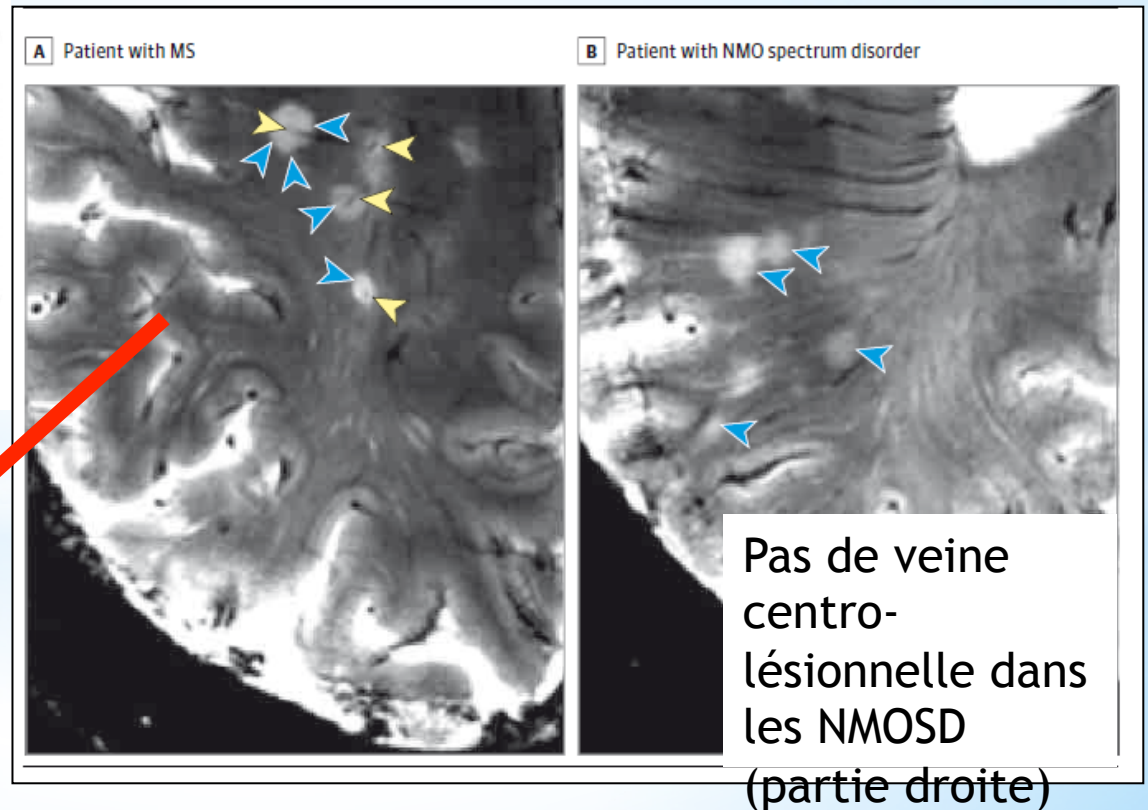 A Patient with MS
B Patient with NMO spectrum disorder
Pas de veine
centro-
lésionnelle dans
les NMOSD
(partie droite)